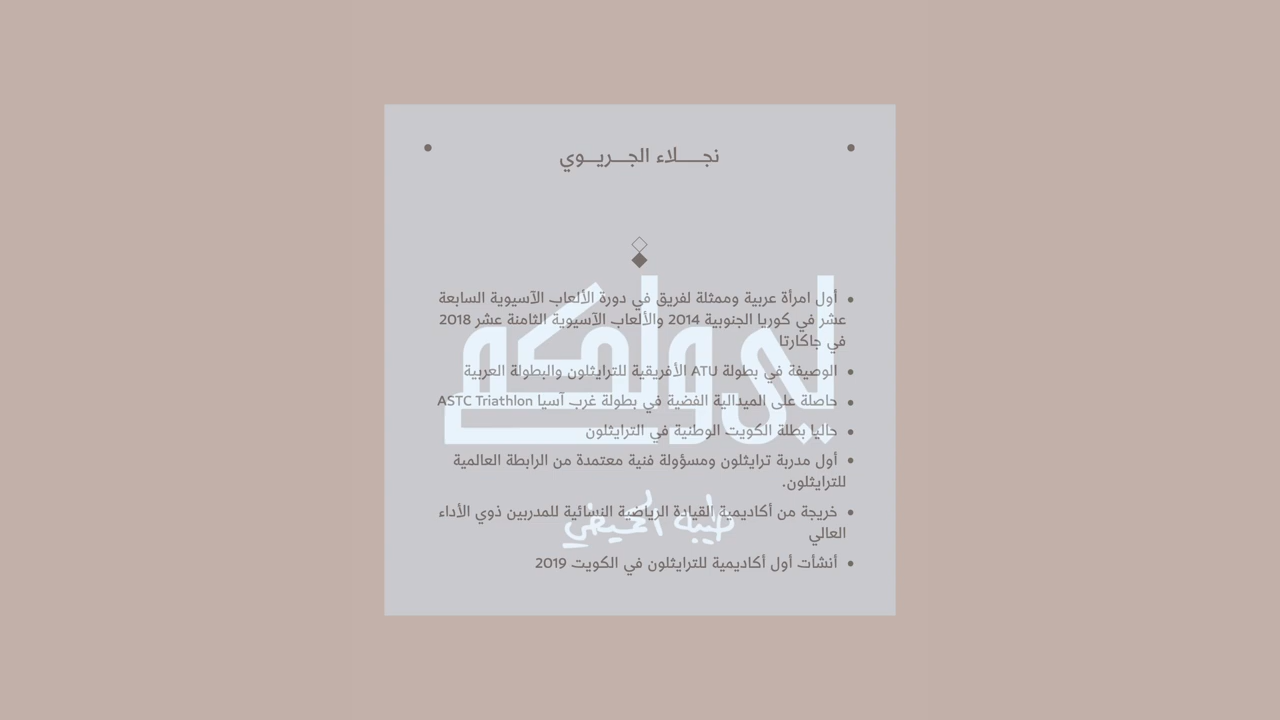 نجـــــلاء الجـــريـــوي
• أول امرأة عربية وممثلة لفريق في دورة الألعاب الآسيوية السابعة
عشر في كوريا الجنوبية 2014 والألعاب الآسيوية الثامنة عشر 2018
في جاكارتا
• الوصيفة في بطولة ATU الأفريقية للترايثلون والبطولة العربية
• حاصلة على الميدالية الفضية في بطولة غرب آسيا ASTC Triathlon
• حاليا بطلة الكويت الوطنية في الترايثلون
• أول مدربة ترايثلون ومسؤولة فنية معتمدة من الرابطة العالمية
للترايثلون.
• خريجة من أكاديمية القيادة الرياضية النسائية للمدربين ذوي الأداء
العالي
• أنشأت أول أكاديمية للترايثلون في الكويت 2019
لي ولكم
طيبه